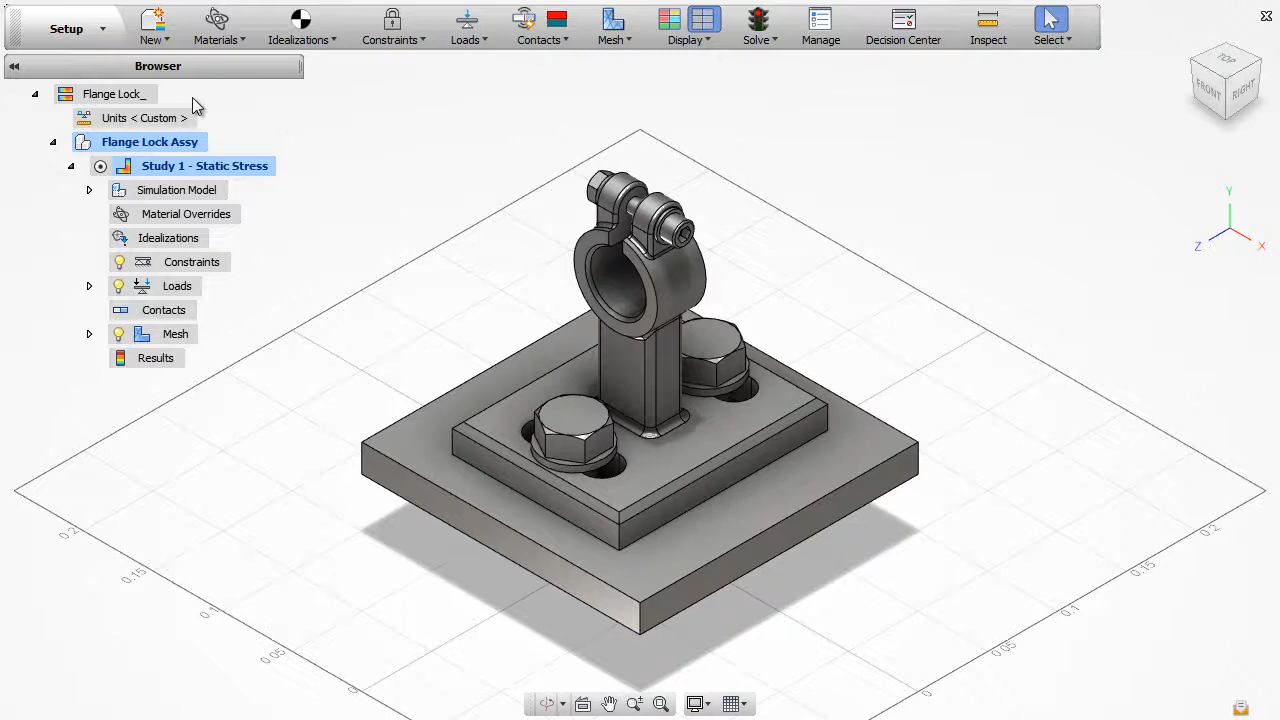 Setup
New
Materials
Idealizations
Constraints
Loads
Contacts
Mesh
Display
Solve
Manage
Decision Center
Inspect
Select
Browser
Flange Lock_
Units < Custom >
Flange Lock Assy
Study 1 - Static Stress
Simulation Model
Material Overrides
Idealizations
Constraints
Loads
Contacts
Mesh
Results
TOP
FRONT
RIGHT
Y
Z
X
0.2
0.15
0.1
0.05
0
0.2
0.15
0.1
0.05
0